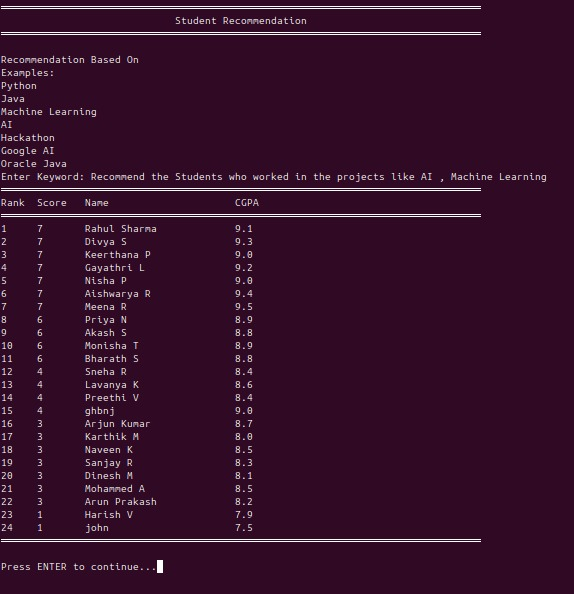 Student Recommendation
Recommendation Based On
Examples:
Python
Java
Machine Learning
AI
Hackathon
Google AI
Oracle Java
Enter Keyword: Recommend the Students who worked in the projects like AI , Machine Learning
Rank Score Name CGPA
1 7 Rahul Sharma 9.1
2 7 Divya S 9.3
3 7 Keerthana P 9.0
4 7 Gayathri L 9.2
5 7 Nisha P 9.0
6 7 Aishwarya R 9.4
7 7 Meena R 9.5
8 6 Priya N 8.9
9 6 Akash S 8.8
10 6 Monisha T 8.9
11 6 Bharath S 8.8
12 4 Sneha R 8.4
13 4 Lavanya K 8.6
14 4 Preethi V 8.4
15 4 ghbnj 9.0
16 3 Arjun Kumar 8.7
17 3 Karthik M 8.0
18 3 Naveen K 8.5
19 3 Sanjay R 8.3
20 3 Dinesh M 8.1
21 3 Mohammed A 8.5
22 3 Arun Prakash 8.2
23 1 Harish V 7.9
24 1 john 7.5
Press ENTER to continue...